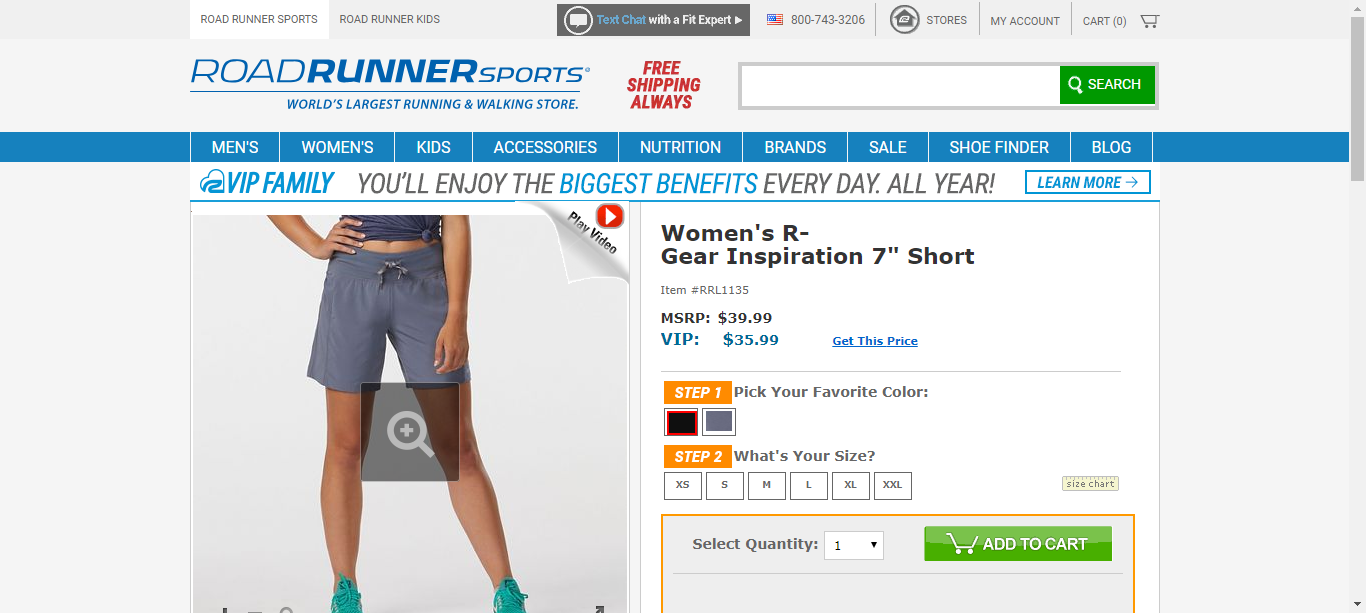 ROAD RUNNER SPORTS
ROAD RUNNER KIDS
Text Chat with a Fit Expert
800-743-3206
STORES
MY ACCOUNT
CART (0)
ROADRUNNERSPORTS
WORLD'S LARGEST RUNNING & WALKING STORE.
FREE
SHIPPING
ALWAYS
SEARCH
MEN'S
WOMEN'S
KIDS
ACCESSORIES
NUTRITION
BRANDS
SALE
SHOE FINDER
BLOG
VIP FAMILY YOU'LL ENJOY THE BIGGEST BENEFITS EVERY DAY. ALL YEAR! LEARN MORE
Play Video
Women's R-
Gear Inspiration 7" Short
Item #RRL1135
MSRP: $39.99
VIP: $35.99 Get This Price
STEP 1 Pick Your Favorite Color:
STEP 2 What's Your Size?
XS S M L XL XXL size chart
Select Quantity: 1 ADD TO CART